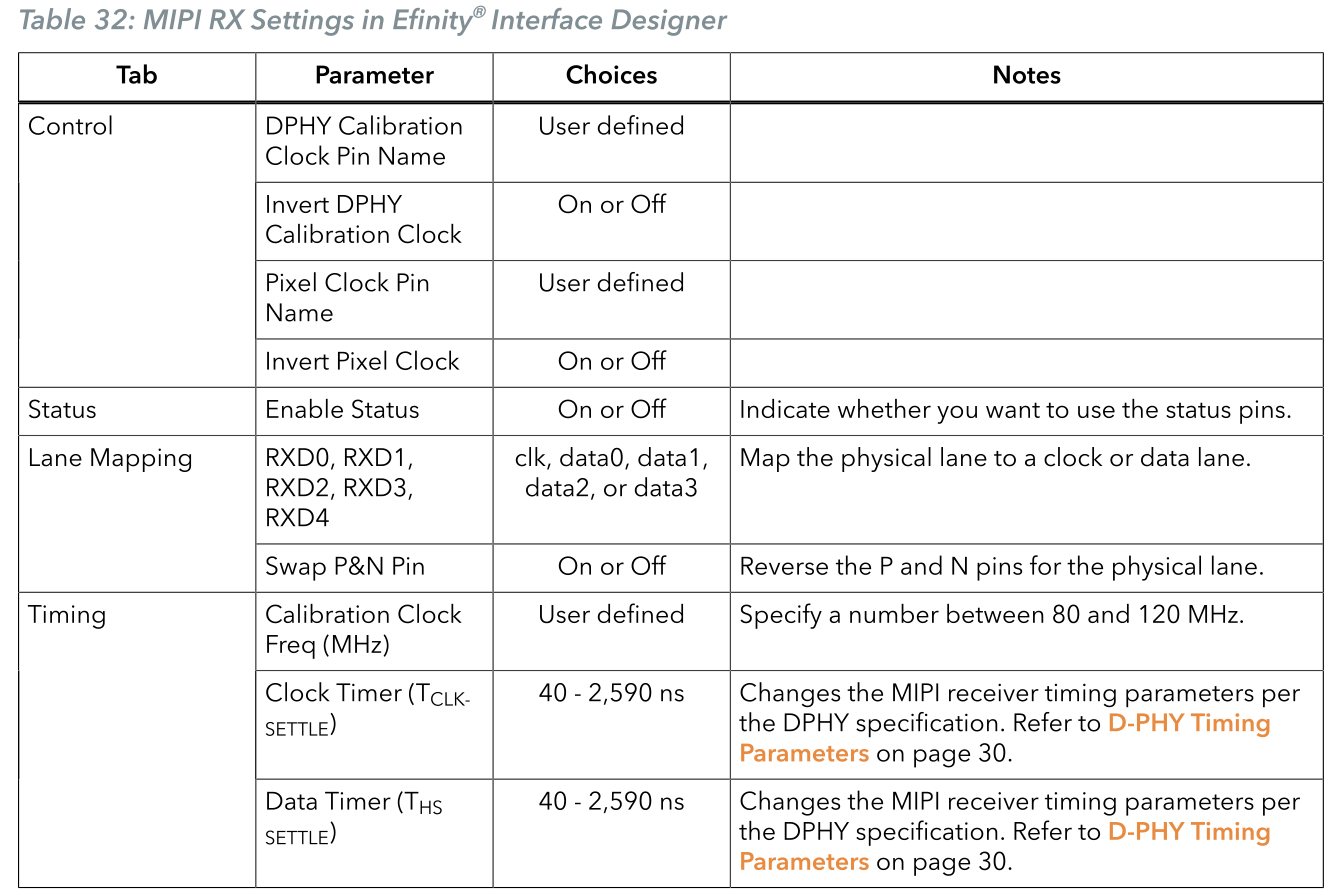 Table 32: MIPI RX Settings in Efinity® Interface Designer
Tab Parameter Choices Notes
Control DPHY Calibration User defined
Clock Pin Name
Invert DPHY On or Off
Calibration Clock
Pixel Clock Pin User defined
Name
Invert Pixel Clock On or Off
Status Enable Status On or Off Indicate whether you want to use the status pins.
Lane Mapping RXD0, RXD1, clk, data0, data1, Map the physical lane to a clock or data lane.
RXD2, RXD3, data2, or data3
RXD4
Swap P&N Pin On or Off Reverse the P and N pins for the physical lane.
Timing Calibration Clock User defined Specify a number between 80 and 120 MHz.
Freq (MHz)
Clock Timer (TCLK- 40 - 2,590 ns Changes the MIPI receiver timing parameters per
SETTLE) the DPHY specification. Refer to D-PHY Timing
Parameters on page 30.
Data Timer (THS 40 - 2,590 ns Changes the MIPI receiver timing parameters per
SETTLE) the DPHY specification. Refer to D-PHY Timing
Parameters on page 30.